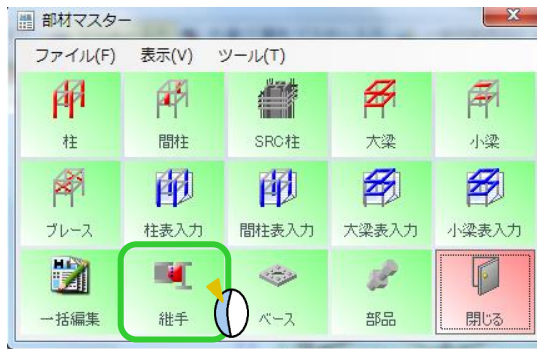 部材マスター
ファイル(F) 表示(V) ツール(T)
柱 間柱 SRC柱 大梁 小梁
ブレース 柱表入力 間柱表入力 大梁表入力 小梁表入力
一括編集 継手 ベース 部品 閉じる